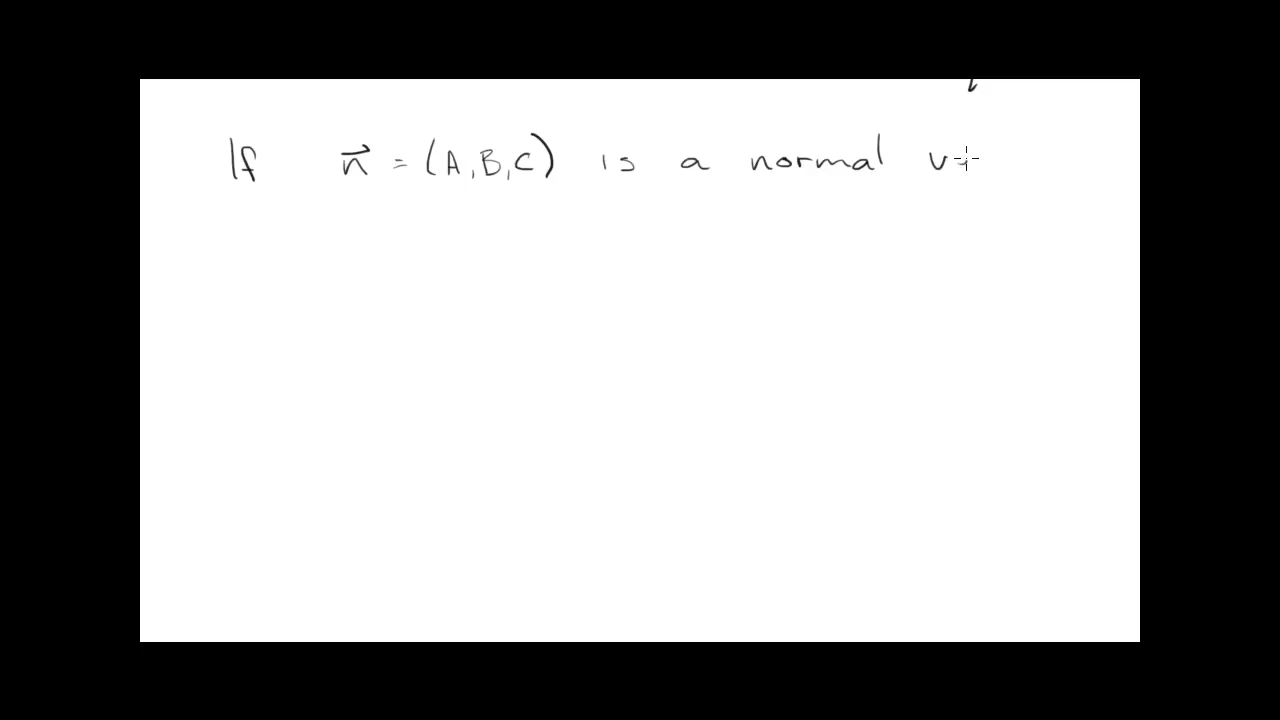 If n⃗ = (A,B,C) is a normal v